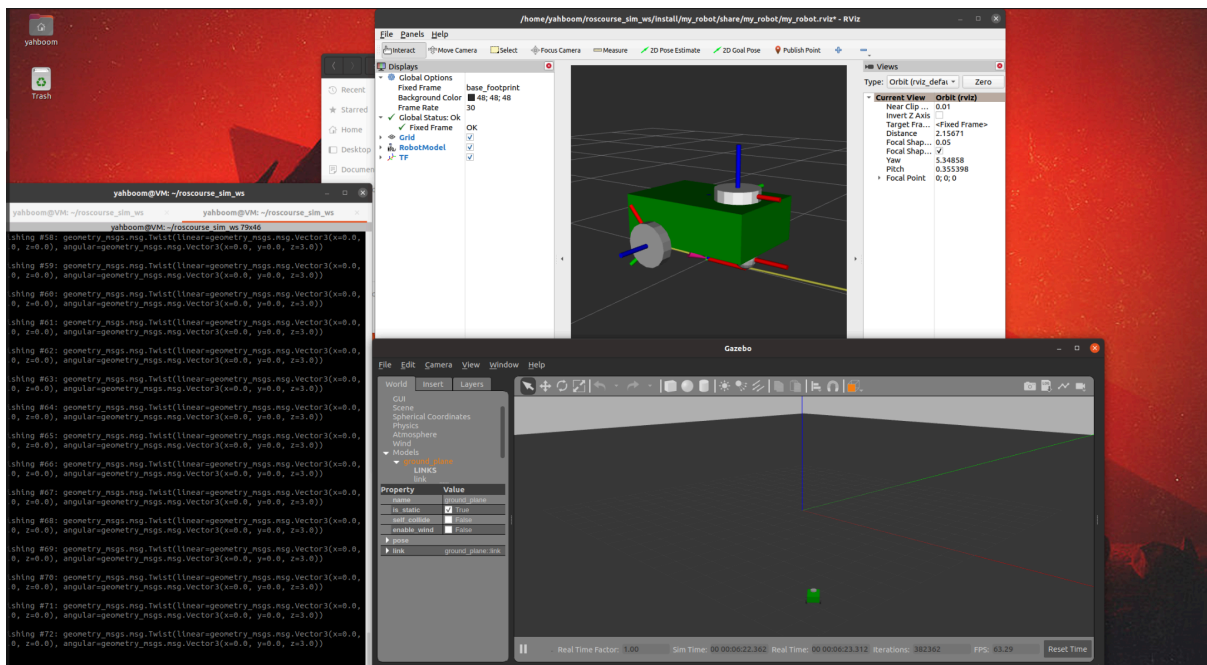 yahboom
Trash
Recent
Starred
Home
Desktop
Documen
/home/yahboom/roscourse_sim_ws/install/my_robot/share/my_robot/my_robot.rviz* - RViz
File Panels Help
Interact Move Camera Select Focus Camera Measure 2D Pose Estimate 2D Goal Pose Publish Point
Displays
Global Options
Fixed Frame base_footprint
Background Color 48; 48; 48
Frame Rate 30
Global Status: Ok
Fixed Frame OK
Grid
RobotModel
TF
Views
Type: Orbit (rviz_defau Zero
Current View Orbit (rviz)
Near Clip ... 0.01
Invert Z Axis
Target Fra... <Fixed Frame>
Distance 2.15671
Focal Shap... 0.05
Focal Shap...
Yaw 5.34858
Pitch 0.355398
Focal Point 0; 0; 0
yahboom@VM: ~/roscourse_sim_ws
yahboom@VM: ~/roscourse_sim_ws yahboom@VM: ~/roscourse_sim_ws
yahboom@VM: ~/roscourse_sim_ws 79x46
ishing #58: geometry_msgs.msg.Twist(linear=geometry_msgs.msg.Vector3(x=0.0,
0, z=0.0), angular=geometry_msgs.msg.Vector3(x=0.0, y=0.0, z=3.0))
ishing #59: geometry_msgs.msg.Twist(linear=geometry_msgs.msg.Vector3(x=0.0,
0, z=0.0), angular=geometry_msgs.msg.Vector3(x=0.0, y=0.0, z=3.0))
ishing #60: geometry_msgs.msg.Twist(linear=geometry_msgs.msg.Vector3(x=0.0,
0, z=0.0), angular=geometry_msgs.msg.Vector3(x=0.0, y=0.0, z=3.0))
ishing #61: geometry_msgs.msg.Twist(linear=geometry_msgs.msg.Vector3(x=0.0,
0, z=0.0), angular=geometry_msgs.msg.Vector3(x=0.0, y=0.0, z=3.0))
ishing #62: geometry_msgs.msg.Twist(linear=geometry_msgs.msg.Vector3(x=0.0,
0, z=0.0), angular=geometry_msgs.msg.Vector3(x=0.0, y=0.0, z=3.0))
ishing #63: geometry_msgs.msg.Twist(linear=geometry_msgs.msg.Vector3(x=0.0,
0, z=0.0), angular=geometry_msgs.msg.Vector3(x=0.0, y=0.0, z=3.0))
ishing #64: geometry_msgs.msg.Twist(linear=geometry_msgs.msg.Vector3(x=0.0,
0, z=0.0), angular=geometry_msgs.msg.Vector3(x=0.0, y=0.0, z=3.0))
ishing #65: geometry_msgs.msg.Twist(linear=geometry_msgs.msg.Vector3(x=0.0,
0, z=0.0), angular=geometry_msgs.msg.Vector3(x=0.0, y=0.0, z=3.0))
ishing #66: geometry_msgs.msg.Twist(linear=geometry_msgs.msg.Vector3(x=0.0,
0, z=0.0), angular=geometry_msgs.msg.Vector3(x=0.0, y=0.0, z=3.0))
ishing #67: geometry_msgs.msg.Twist(linear=geometry_msgs.msg.Vector3(x=0.0,
0, z=0.0), angular=geometry_msgs.msg.Vector3(x=0.0, y=0.0, z=3.0))
ishing #68: geometry_msgs.msg.Twist(linear=geometry_msgs.msg.Vector3(x=0.0,
0, z=0.0), angular=geometry_msgs.msg.Vector3(x=0.0, y=0.0, z=3.0))
ishing #69: geometry_msgs.msg.Twist(linear=geometry_msgs.msg.Vector3(x=0.0,
0, z=0.0), angular=geometry_msgs.msg.Vector3(x=0.0, y=0.0, z=3.0))
ishing #70: geometry_msgs.msg.Twist(linear=geometry_msgs.msg.Vector3(x=0.0,
0, z=0.0), angular=geometry_msgs.msg.Vector3(x=0.0, y=0.0, z=3.0))
ishing #71: geometry_msgs.msg.Twist(linear=geometry_msgs.msg.Vector3(x=0.0,
0, z=0.0), angular=geometry_msgs.msg.Vector3(x=0.0, y=0.0, z=3.0))
ishing #72: geometry_msgs.msg.Twist(linear=geometry_msgs.msg.Vector3(x=0.0,
0, z=0.0), angular=geometry_msgs.msg.Vector3(x=0.0, y=0.0, z=3.0))
Gazebo
File Edit Camera View Window Help
World Insert Layers
GUI
Scene
Spherical Coordinates
Physics
Atmosphere
Wind
Models
ground_plane
LINKS
link
Property Value
name ground_plane
is_static True
self_collide False
enable_wind False
pose
link ground_plane::link
Real Time Factor: 1.00 Sim Time: 00 00:06:22.362 Real Time: 00 00:06:23.312 Iterations: 382362 FPS: 63.29 Reset Time